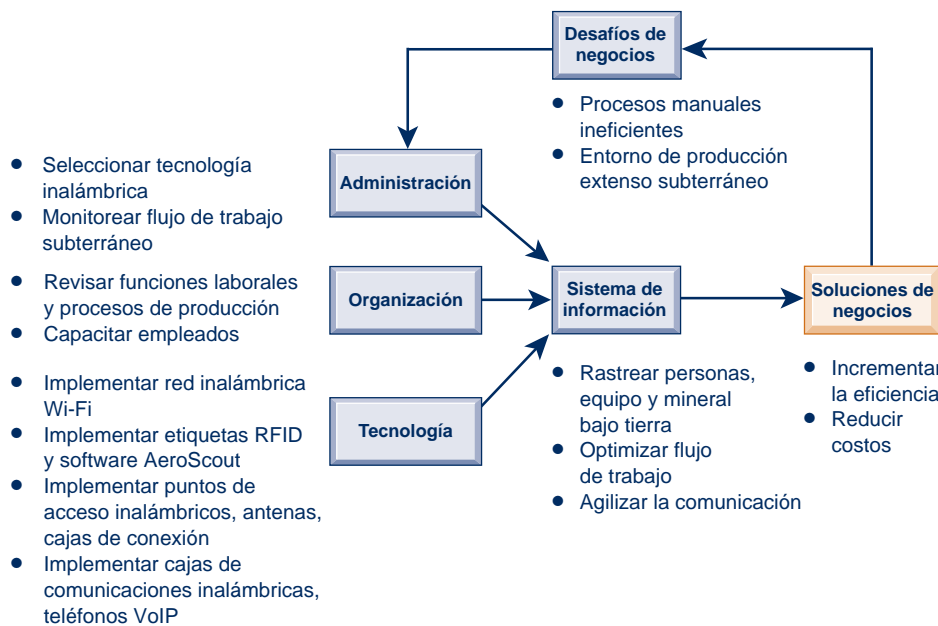 Desafíos de
negocios
• Procesos manuales
ineficientes
• Entorno de producción
extenso subterráneo
• Seleccionar tecnología
inalámbrica
• Monitorear flujo de trabajo
subterráneo
Administración
• Revisar funciones laborales
y procesos de producción
• Capacitar empleados
Organización
Sistema de
información
Soluciones de
negocios
• Implementar red inalámbrica
Wi-Fi
• Implementar etiquetas RFID
y software AeroScout
• Implementar puntos de
acceso inalámbricos, antenas,
cajas de conexión
• Implementar cajas de
comunicaciones inalámbricas,
teléfonos VoIP
Tecnología
• Rastrear personas,
equipo y mineral
bajo tierra
• Optimizar flujo
de trabajo
• Agilizar la comunicación
• Incrementar
la eficiencia
• Reducir
costos